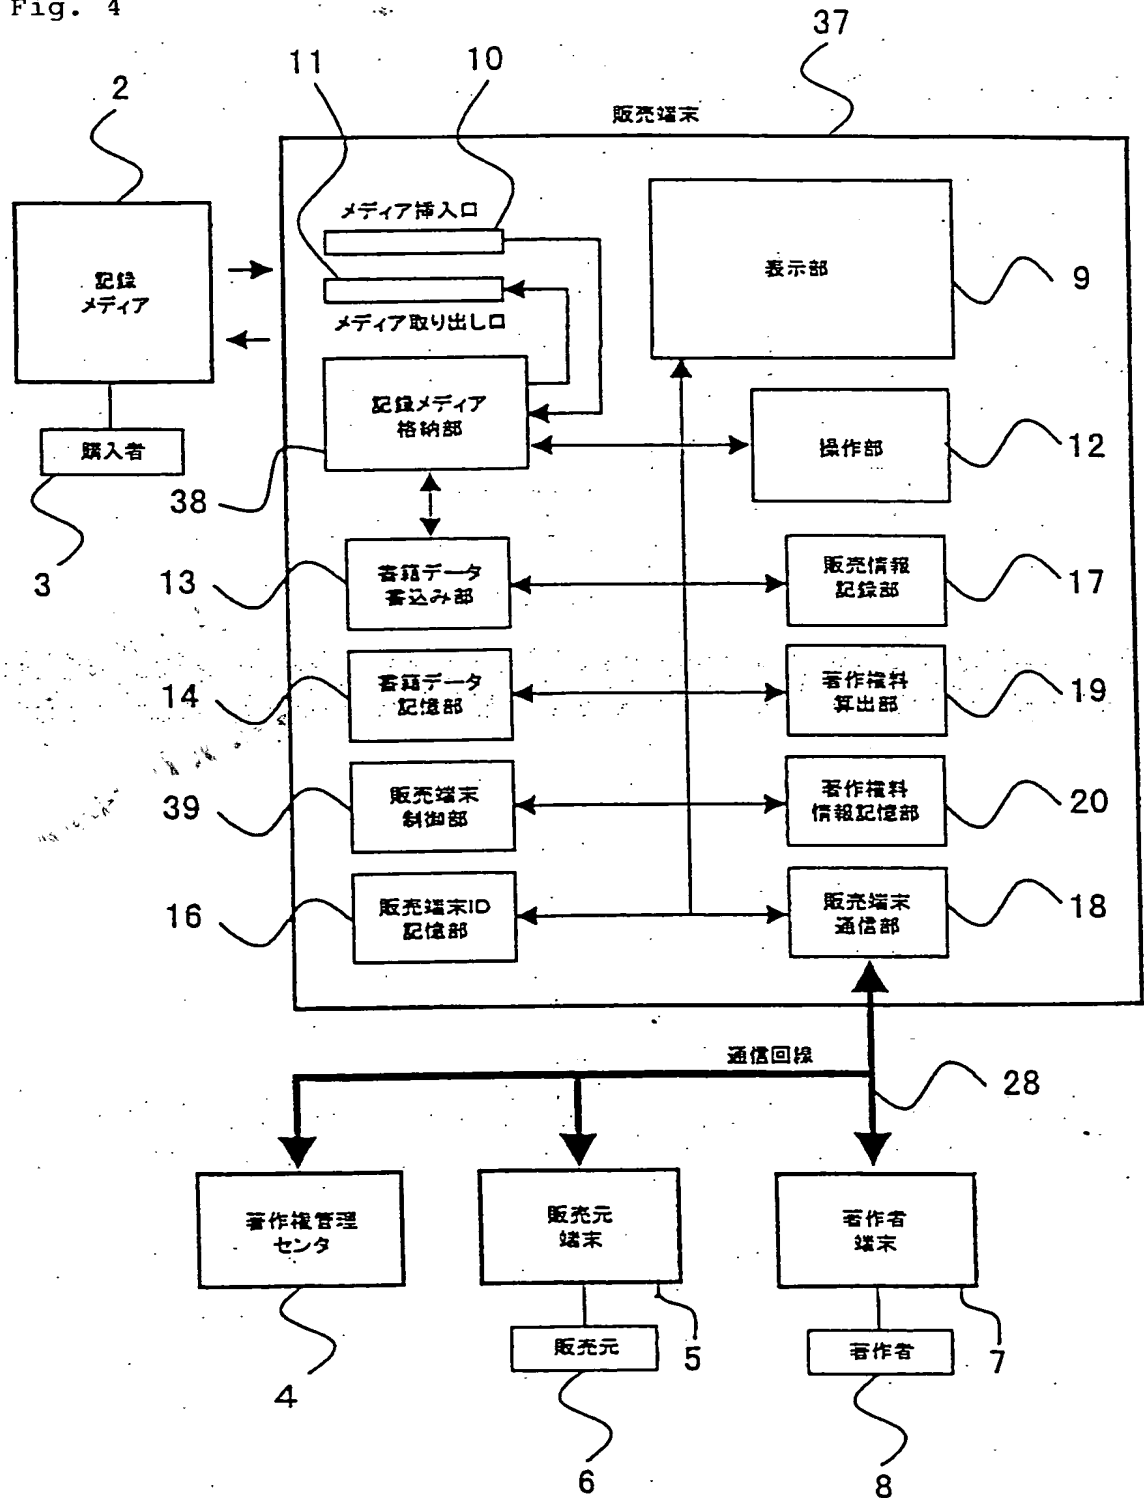 Fig. 4
37
10
11
2
販売端末
メディア挿入口
記録
メディア
表示部
9
メディア取り出し口
記録メディア
格納部
購入者
操作部
12
38
3
13
書籍データ
書込み部
販売情報
記録部
17
14
書籍データ
記憶部
著作権料
算出部
19
39
販売端末
制御部
著作権料
情報記憶部
20
16
販売端末ID
記憶部
販売端末
通信部
18
通信回線
28
著作権管理
センタ
販売元
端末
著作者
端末
4
販売元
5
著作者
7
6
8